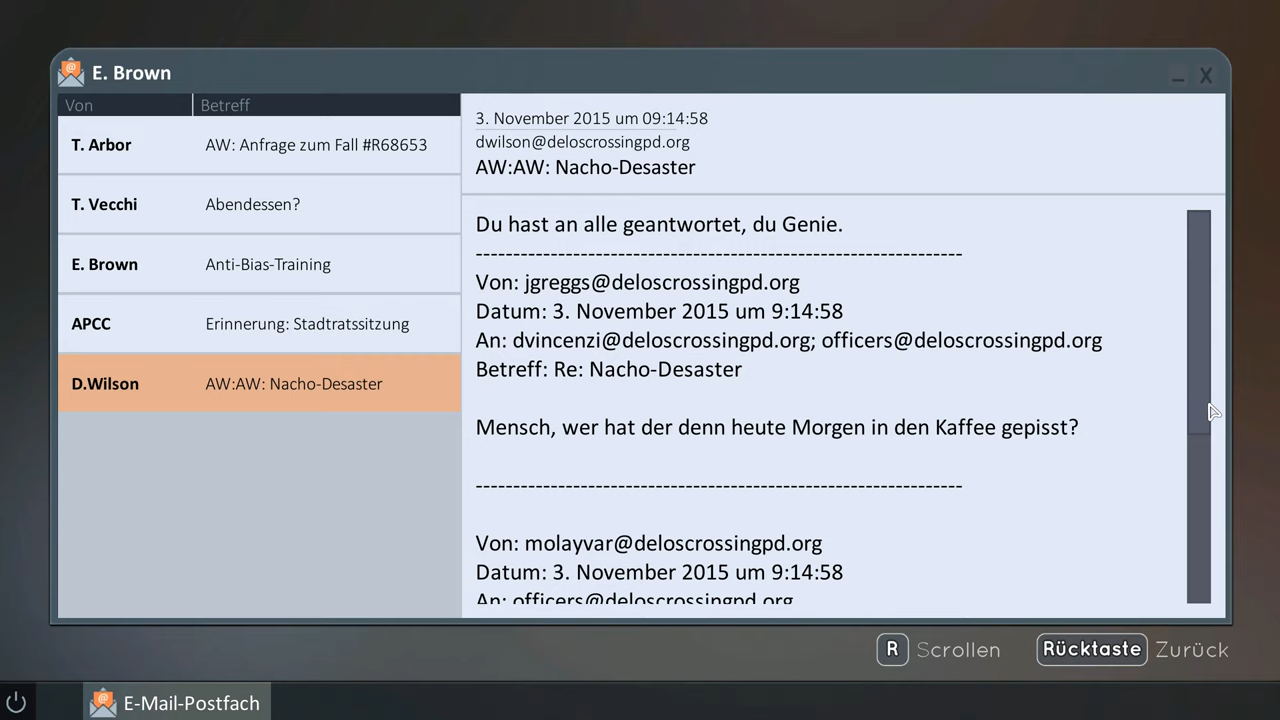 E. Brown
Von Betreff
T. Arbor AW: Anfrage zum Fall #R68653
T. Vecchi Abendessen?
E. Brown Anti-Bias-Training
APCC Erinnerung: Stadtratssitzung
D.Wilson AW:AW: Nacho-Desaster
3. November 2015 um 09:14:58
dwilson@deloscrossingpd.org
AW:AW: Nacho-Desaster
Du hast an alle geantwortet, du Genie.
-----------------------------------------------------------------
Von: jgreggs@deloscrossingpd.org
Datum: 3. November 2015 um 9:14:58
An: dvincenzi@deloscrossingpd.org; officers@deloscrossingpd.org
Betreff: Re: Nacho-Desaster
Mensch, wer hat der denn heute Morgen in den Kaffee gepisst?
-----------------------------------------------------------------
Von: molayvar@deloscrossingpd.org
Datum: 3. November 2015 um 9:14:58
An: officers@deloscrossingpd.org
R Scrollen Rücktaste Zurück
E-Mail-Postfach